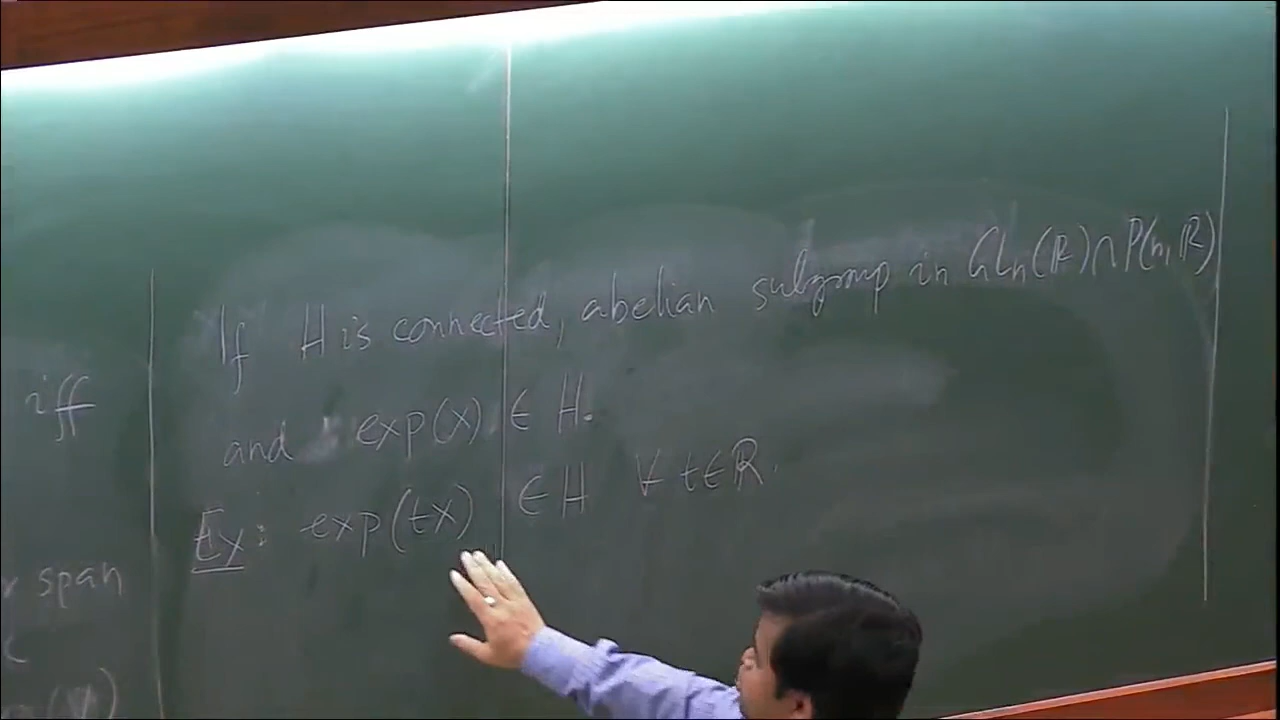 iff
span
If H is connected, abelian subgroup in GLn(ℝ)∩P(n,ℝ)
and exp(X) ∈ H.
Ex: exp(tX) ∈ H ∀ t∈ℝ.